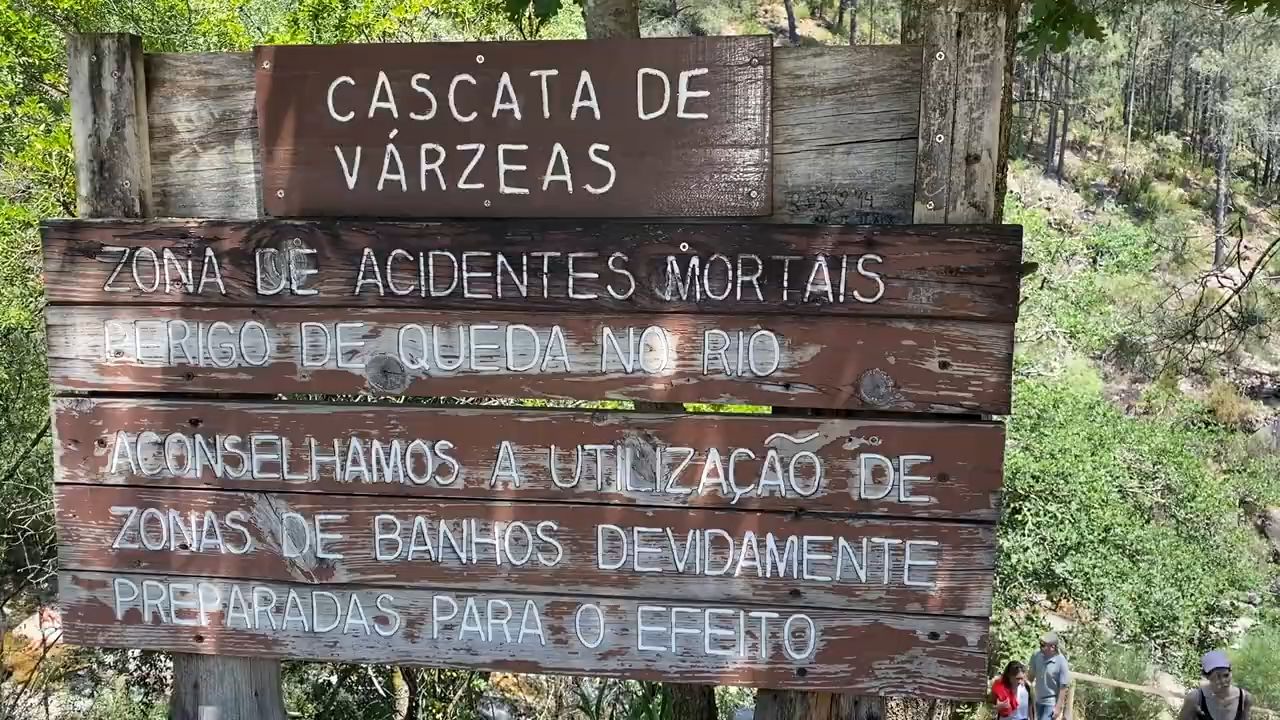 CASCATA DE
VÁRZEAS
ZONA DE ACIDENTES MORTAIS
PERIGO DE QUEDA NO RIO
ACONSELHAMOS A UTILIZAÇÃO DE
ZONAS DE BANHOS DEVIDAMENTE
PREPARADAS PARA O EFEITO